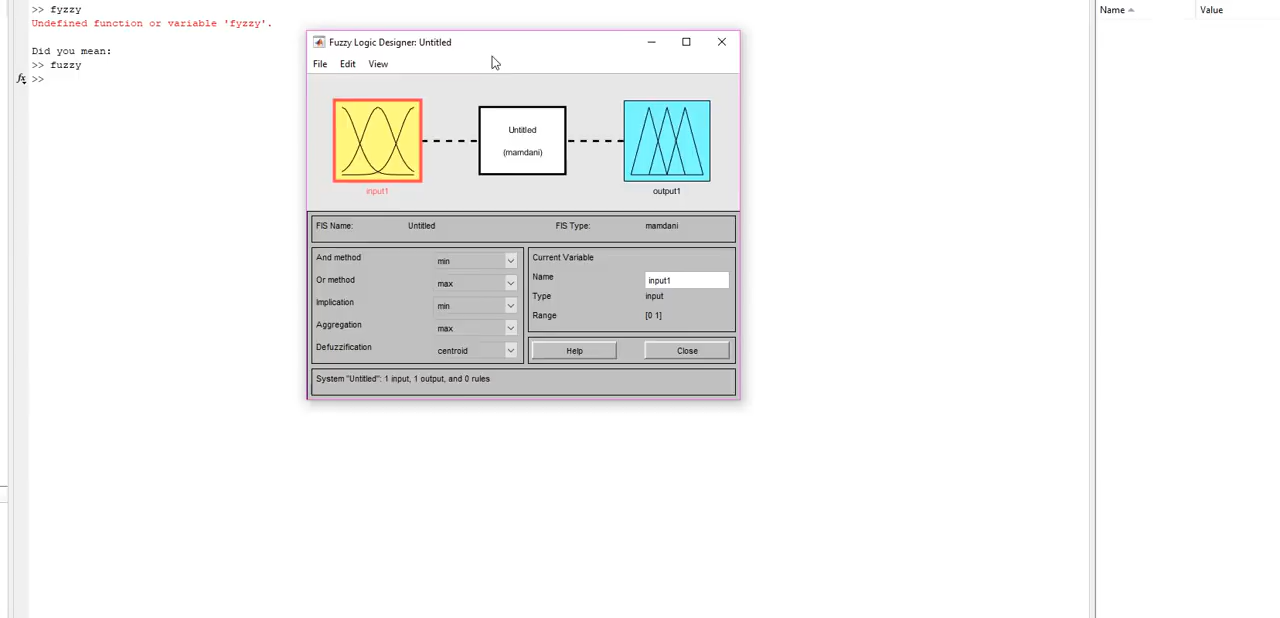 >> fyzzy
Undefined function or variable 'fyzzy'.
Did you mean:
>> fuzzy
fx >>
Name
Value
Fuzzy Logic Designer: Untitled
File Edit View
Untitled
(mamdani)
input1
output1
FIS Name: Untitled FIS Type: mamdani
And method min
Or method max
Implication min
Aggregation max
Defuzzification centroid
Current Variable
Name input1
Type input
Range [0 1]
Help Close
System "Untitled": 1 input, 1 output, and 0 rules